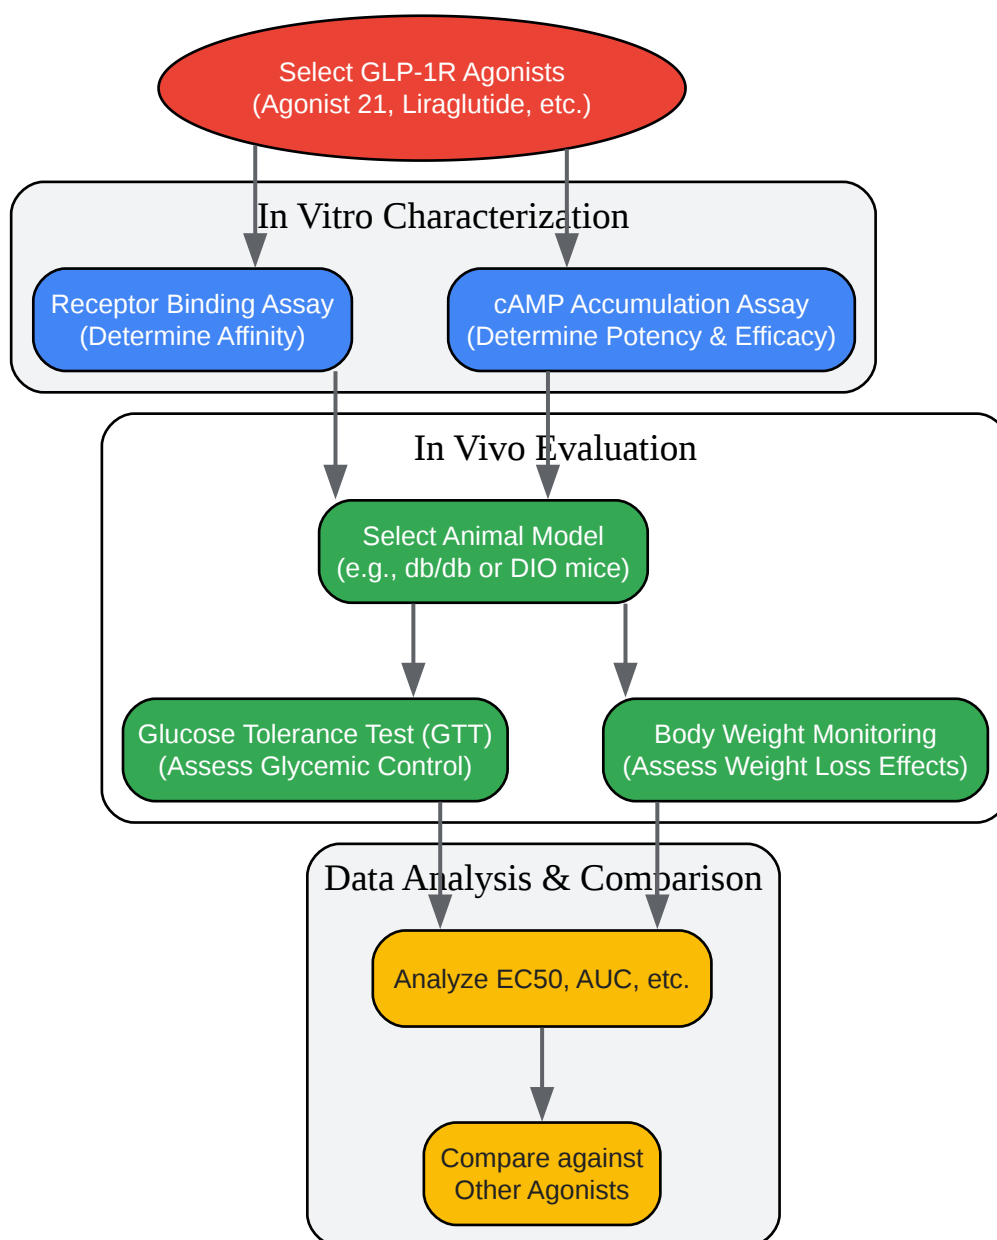 Select GLP-1R Agonists
(Agonist 21, Liraglutide, etc.)
In Vitro Characterization
Receptor Binding Assay
(Determine Affinity)
cAMP Accumulation Assay
(Determine Potency & Efficacy)
In Vivo Evaluation
Select Animal Model
(e.g., db/db or DIO mice)
Glucose Tolerance Test (GTT)
(Assess Glycemic Control)
Body Weight Monitoring
(Assess Weight Loss Effects)
Data Analysis & Comparison
Analyze EC50, AUC, etc.
Compare against
Other Agonists